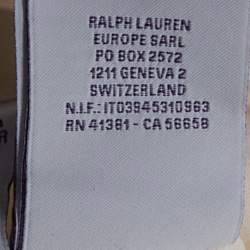 RALPH LAUREN
EUROPE SARL
PO BOX 2572
1211 GENEVA 2
SWITZERLAND
N.I.F.: IT03945310963
RN 41381 - CA 56658
R